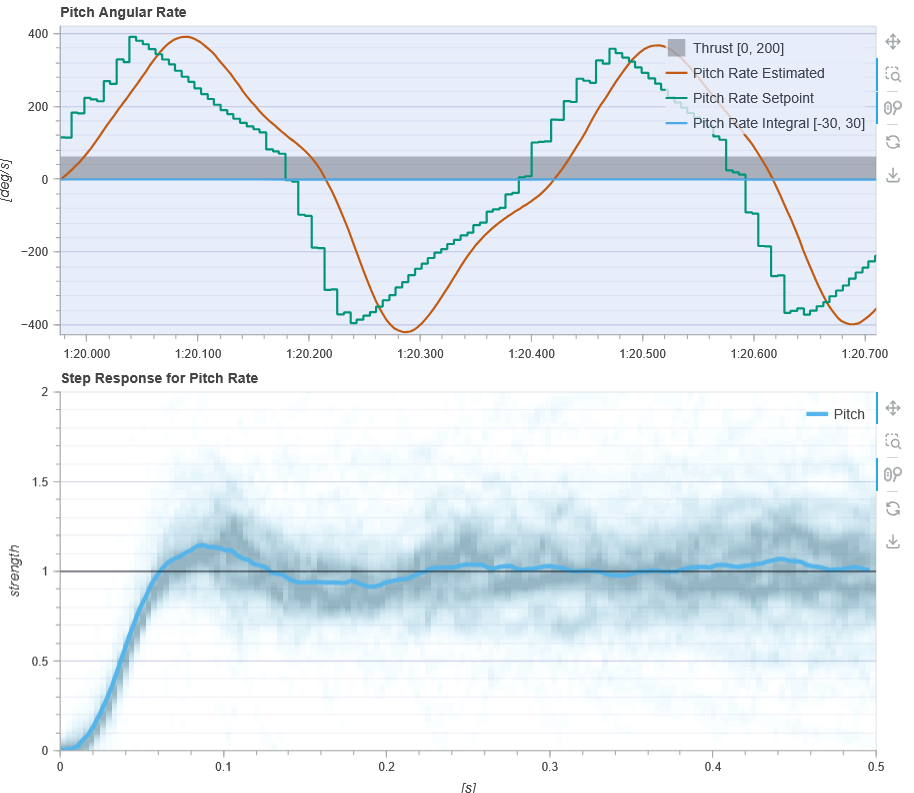 Pitch Angular Rate
[deg/s]
400
200
0
−200
−400
Thrust [0, 200]
Pitch Rate Estimated
Pitch Rate Setpoint
Pitch Rate Integral [-30, 30]
1:20.000 1:20.100 1:20.200 1:20.300 1:20.400 1:20.500 1:20.600 1:20.700
Step Response for Pitch Rate
strength
2
1.5
1
0.5
0
Pitch
0 0.1 0.2 0.3 0.4 0.5
[s]